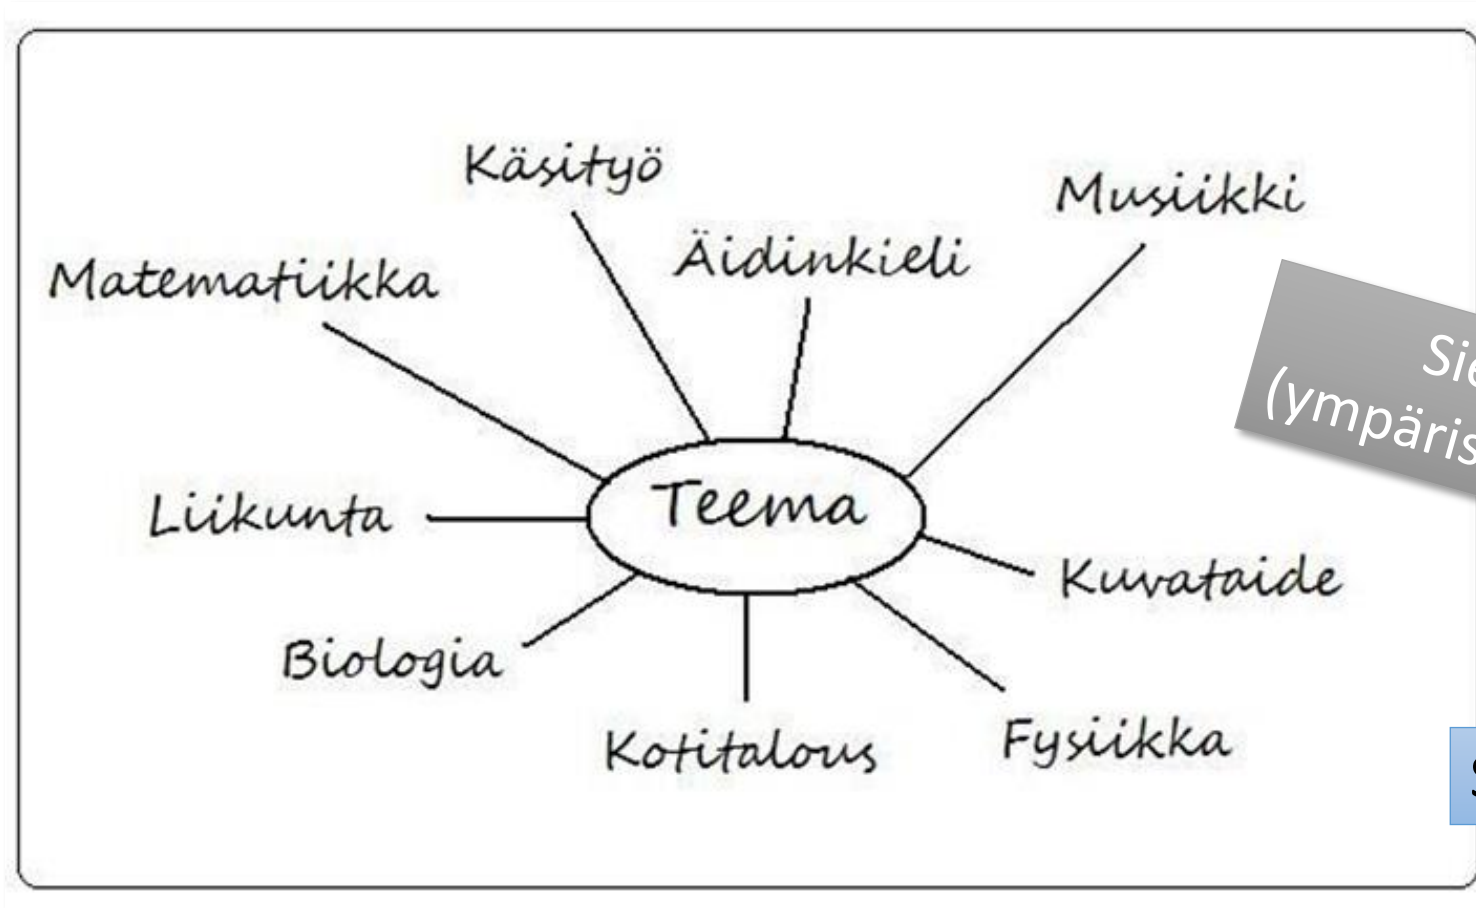 Käsityö
Musiikki
Äidinkieli
Matematiikka
Teema
Liikunta
Kuvataide
Biologia
Kotitalous
Fysiikka